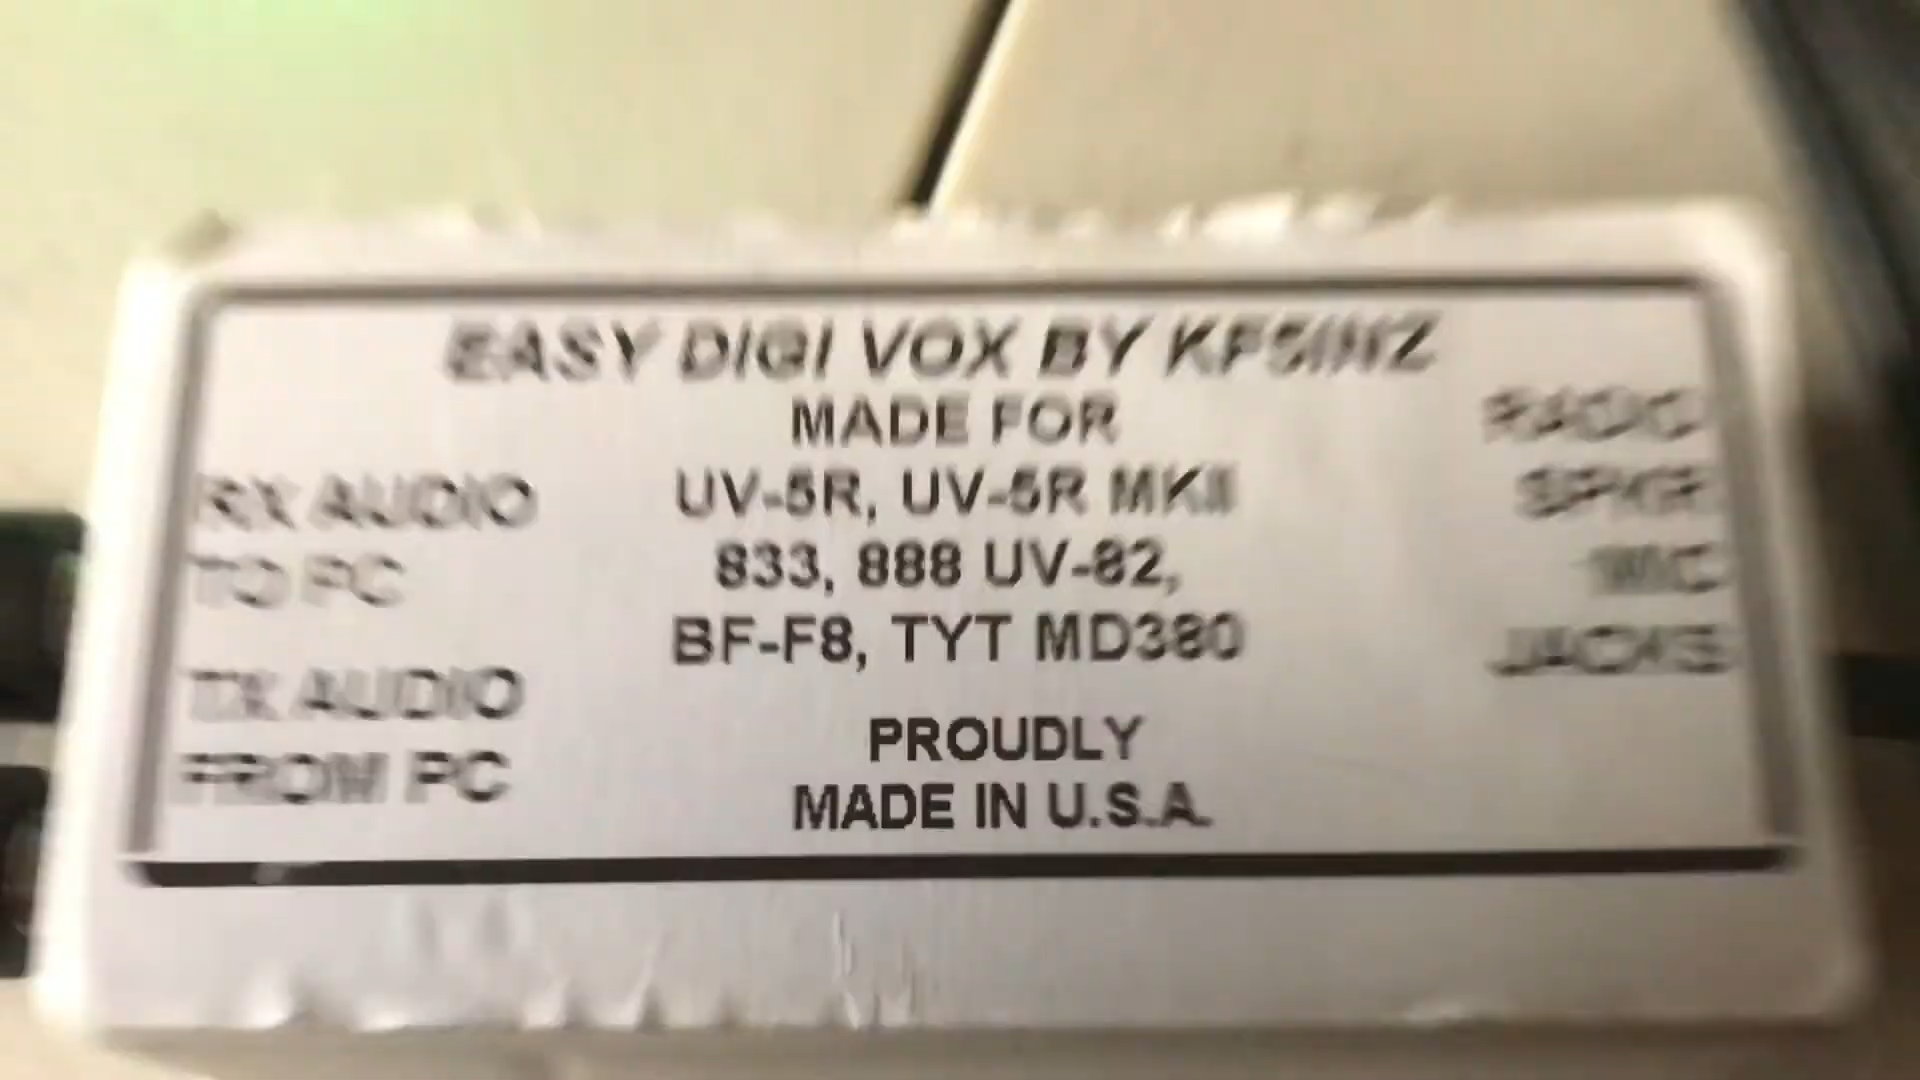 EASY DIGI VOX BY KF5INZ
MADE FOR
UV-5R, UV-5R MKII
833, 888 UV-82,
BF-F8, TYT MD380
PROUDLY
MADE IN U.S.A.
RX AUDIO
TO PC
TX AUDIO
FROM PC
RADIO
SPKR
MIC
JACKS